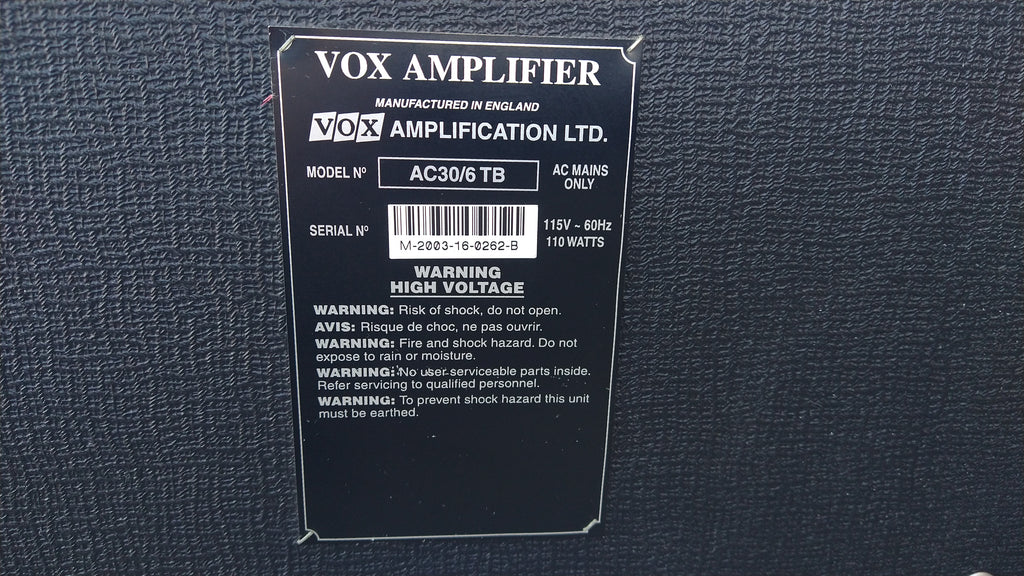 VOX AMPLIFIER
MANUFACTURED IN ENGLAND
VOX AMPLIFICATION LTD.
MODEL Nº AC30/6 TB AC MAINS ONLY
SERIAL Nº M-2003-16-0262-B 115V ~ 60Hz 110 WATTS
WARNING
HIGH VOLTAGE
WARNING: Risk of shock, do not open.
AVIS: Risque de choc, ne pas ouvrir.
WARNING: Fire and shock hazard. Do not
expose to rain or moisture.
WARNING: No user serviceable parts inside.
Refer servicing to qualified personnel.
WARNING: To prevent shock hazard this unit
must be earthed.